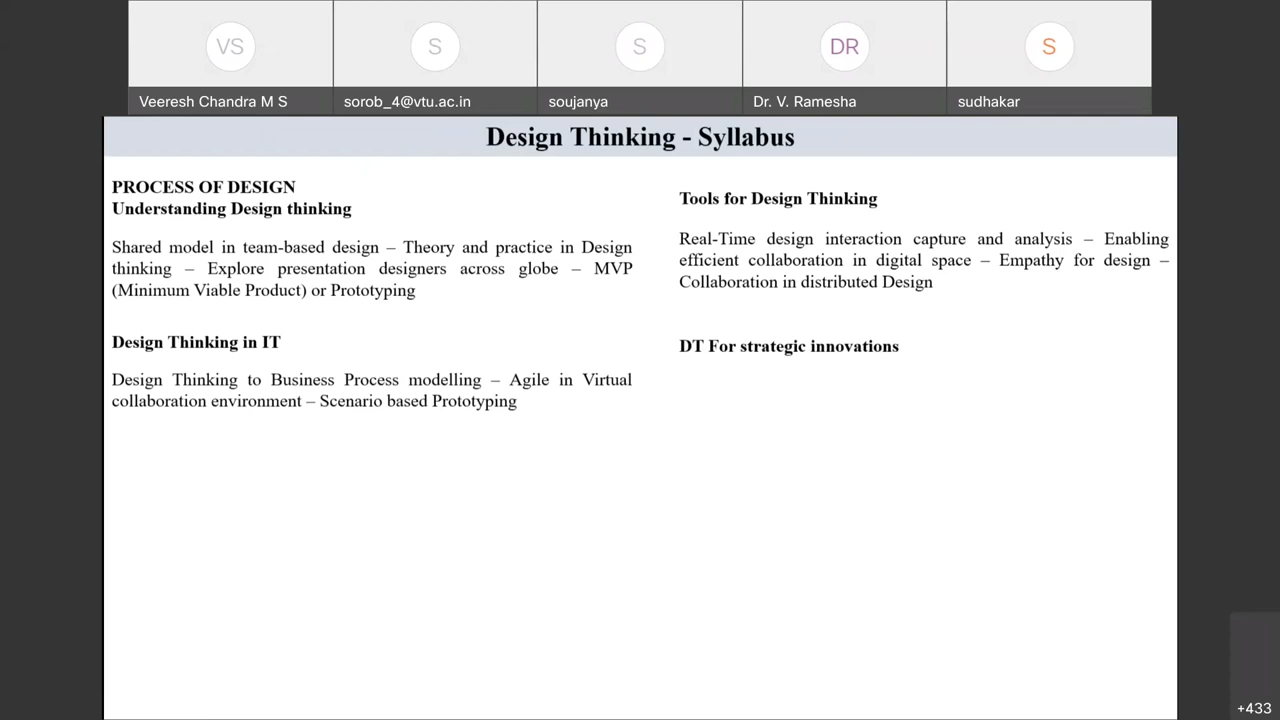 VS
S
S
DR
S
Veeresh Chandra M S
sorob_4@vtu.ac.in
soujanya
Dr. V. Ramesha
sudhakar
Design Thinking - Syllabus
PROCESS OF DESIGN
Understanding Design thinking
Shared model in team-based design – Theory and practice in Design
thinking – Explore presentation designers across globe – MVP
(Minimum Viable Product) or Prototyping
Design Thinking in IT
Design Thinking to Business Process modelling – Agile in Virtual
collaboration environment – Scenario based Prototyping
Tools for Design Thinking
Real-Time design interaction capture and analysis – Enabling
efficient collaboration in digital space – Empathy for design –
Collaboration in distributed Design
DT For strategic innovations
+433